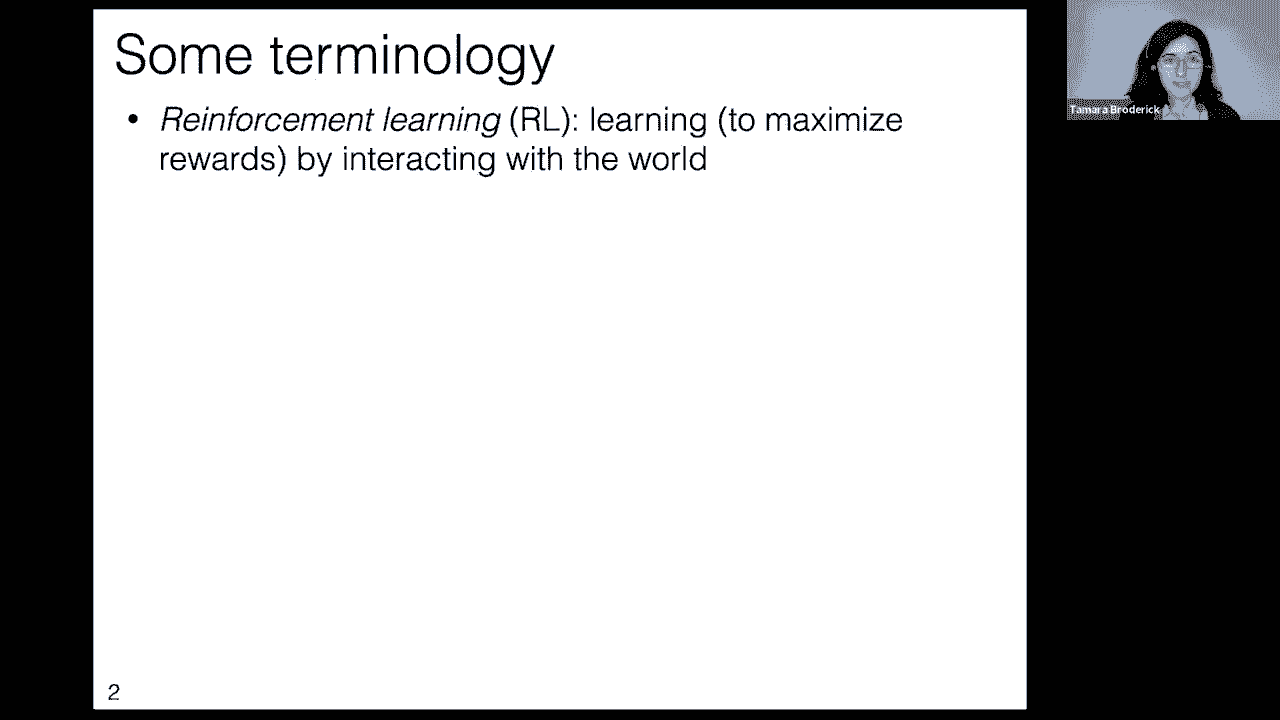 Some terminology
• Reinforcement learning (RL): learning (to maximize
rewards) by interacting with the world
2
Tamara Broderick